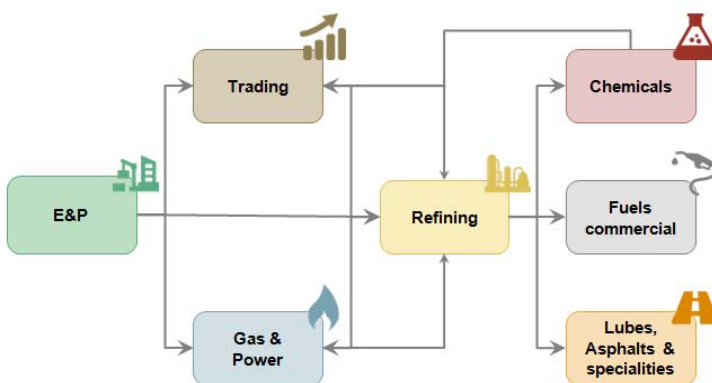 Trading
Chemicals
E&P
Refining
Fuels
commercial
Gas &
Power
Lubes,
Asphalts &
specialities